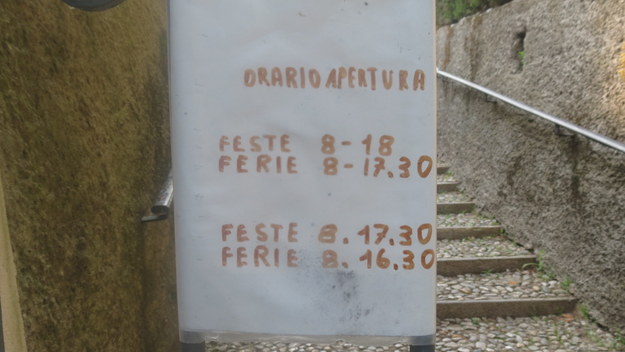 ORARIO APERTURA
FESTE 8-18
FERIE 8-17.30
FESTE 8.17.30
FERIE 8.16.30